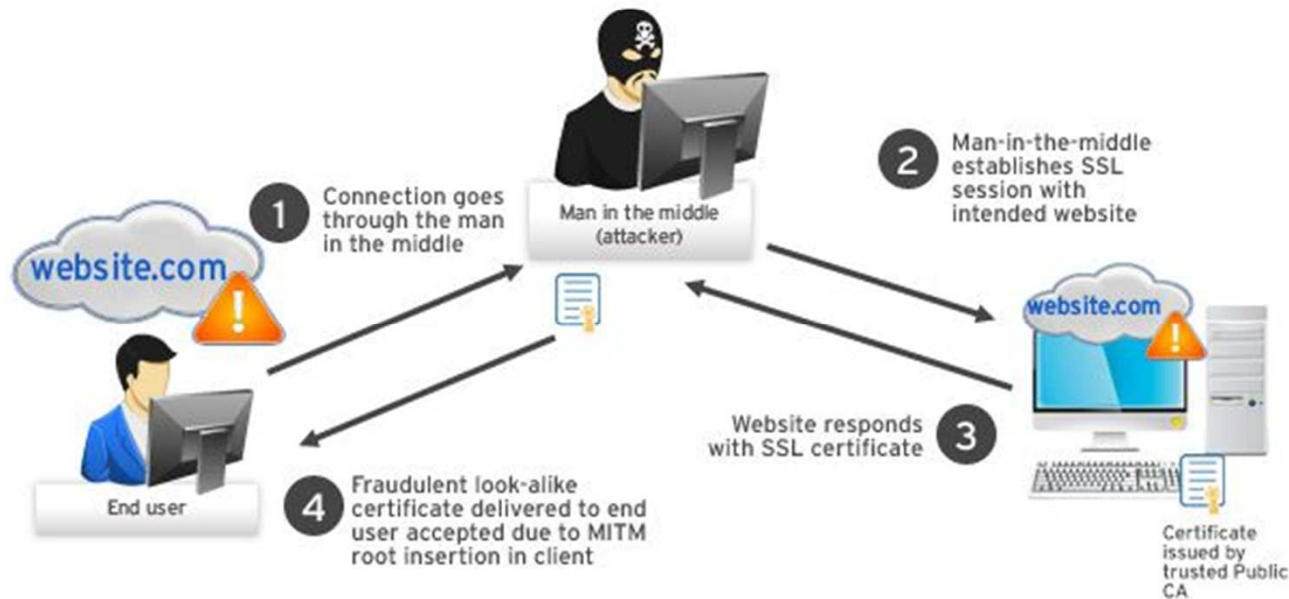 1
Connection goes
through the man
in the middle
Man in the middle
(attacker)
2
Man-in-the-middle
establishes SSL
session with
intended website
website.com
website.com
End user
4
Fraudulent look-alike
certificate delivered to end
user accepted due to MITM
root insertion in client
Website responds
with SSL certificate
3
Certificate
issued by
trusted Public
CA
!
!